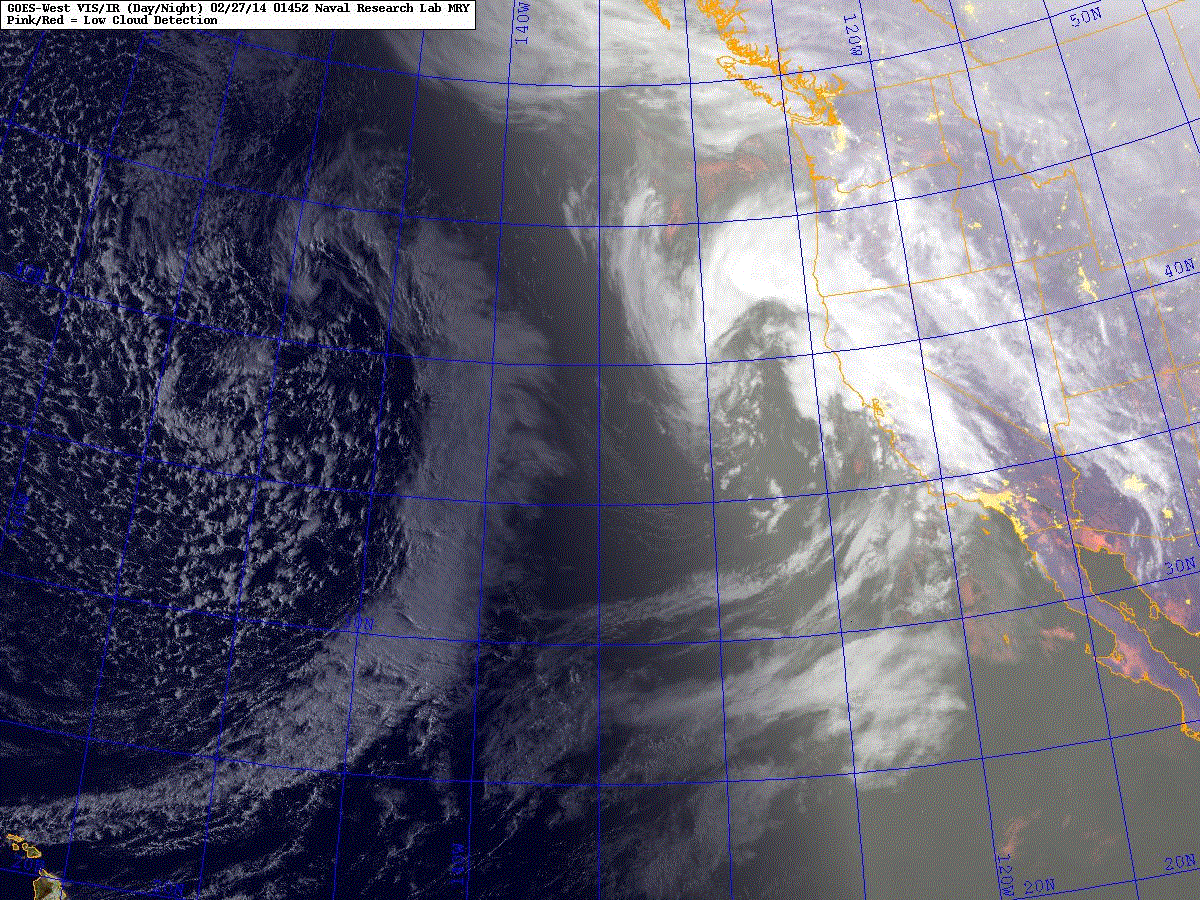 GOES-West VIS/IR (Day/Night) 02/27/14 0145Z Naval Research Lab MRY
Pink/Red = Low Cloud Detection
140W
120W
50N
40N
30N
20N
120W
20N